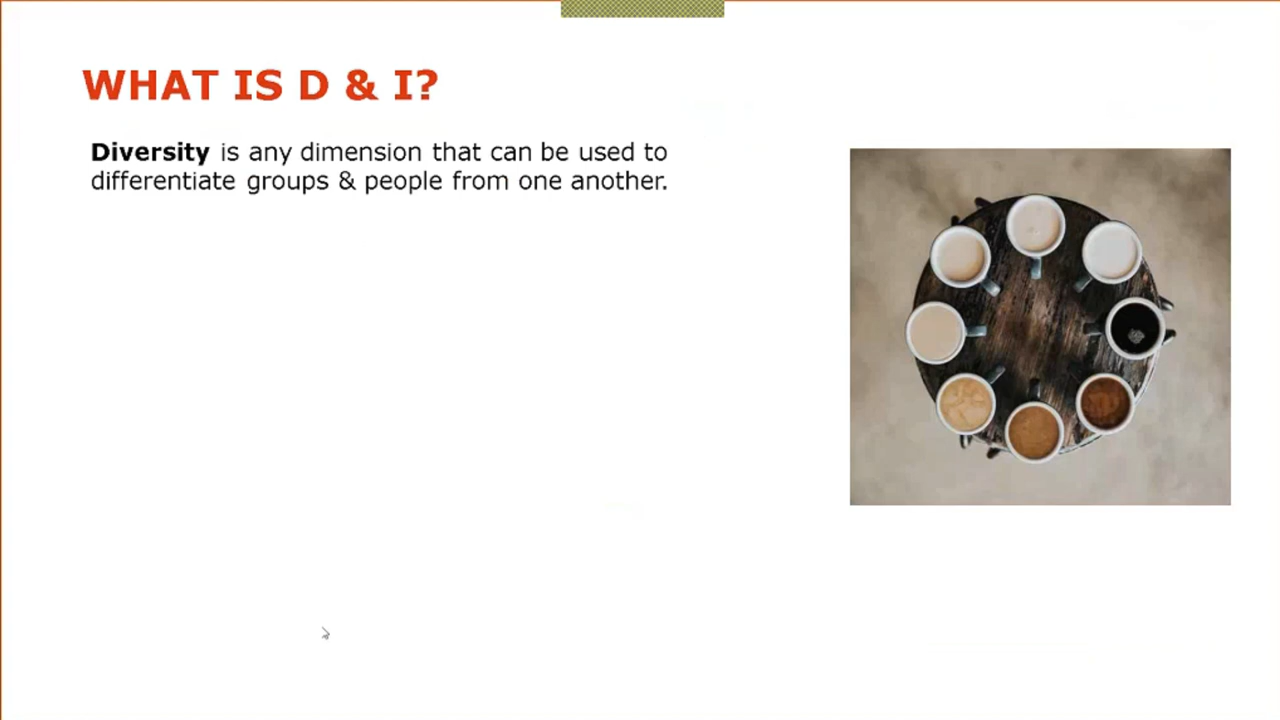 WHAT IS D & I?
Diversity is any dimension that can be used to
differentiate groups & people from one another.